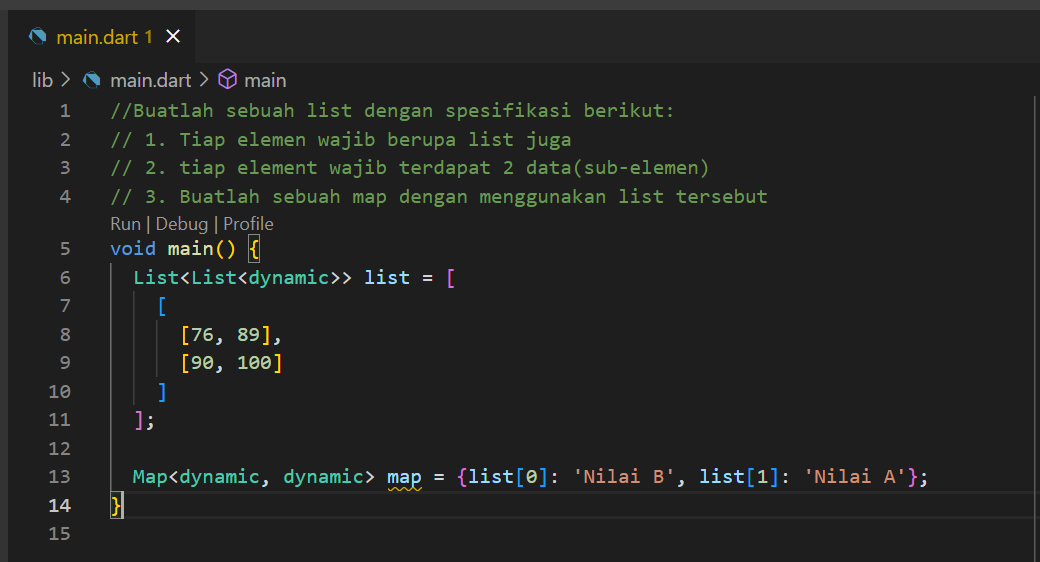 main.dart 1
lib > main.dart > main
1 //Buatlah sebuah list dengan spesifikasi berikut:
2 // 1. Tiap elemen wajib berupa list juga
3 // 2. tiap element wajib terdapat 2 data(sub-elemen)
4 // 3. Buatlah sebuah map dengan menggunakan list tersebut
Run | Debug | Profile
5 void main() {
6   List<List<dynamic>> list = [
7     [
8       [76, 89],
9       [90, 100]
10     ]
11   ];
12
13   Map<dynamic, dynamic> map = {list[0]: 'Nilai B', list[1]: 'Nilai A'};
14 }
15